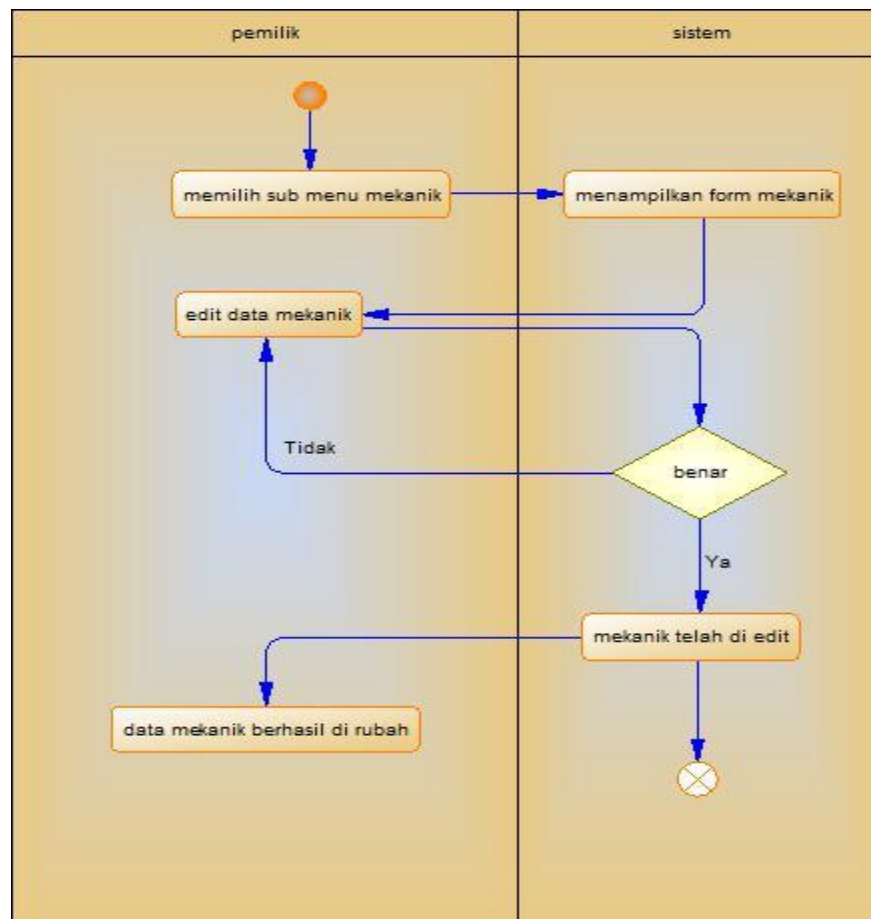 pemilik
sistem
memilih sub menu mekanik
menampilkan form mekanik
edit data mekanik
Tidak
benar
Ya
mekanik telah di edit
data mekanik berhasil di rubah